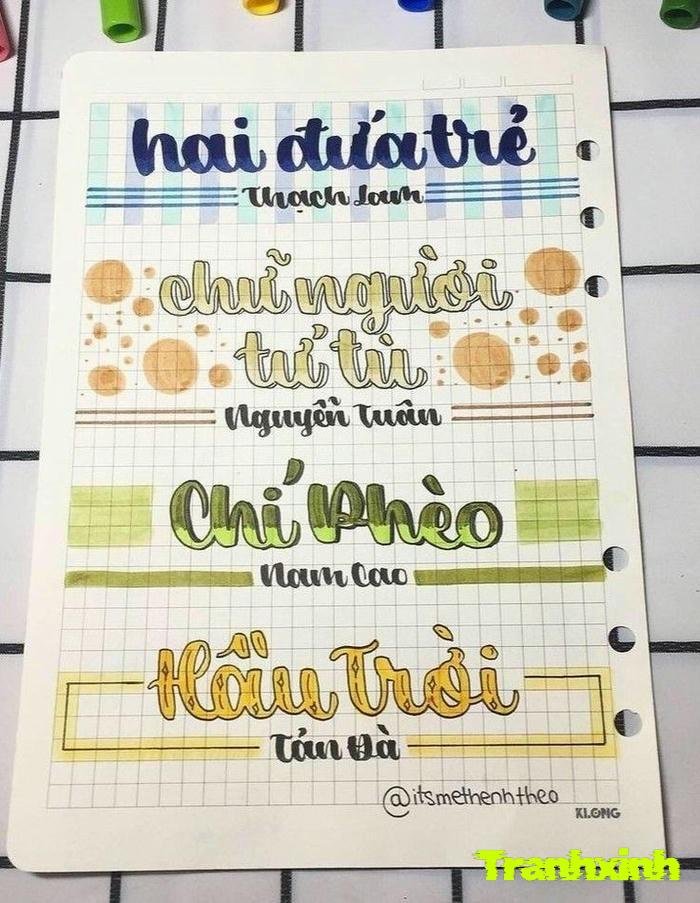 hai đứa trẻ
Thạch Lam
chữ người
tử tù
Nguyễn Tuân
Chí Phèo
Nam Cao
Hầu Trời
Tản Đà
@itsmethenhtheo
KLONG
Tranhxinh